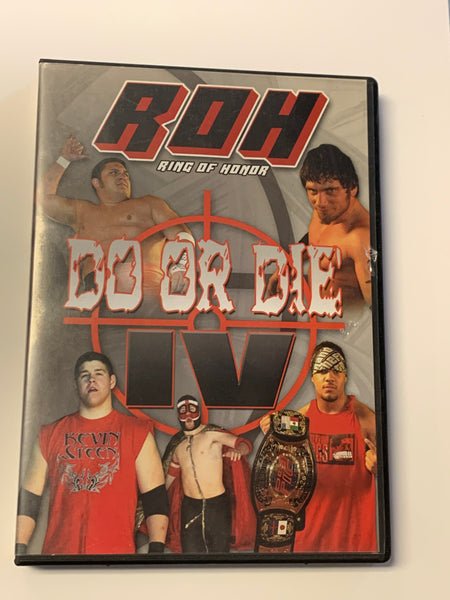 ROH
RING OF HONOR
DO OR DIE
IV
KEVIN
STEEN